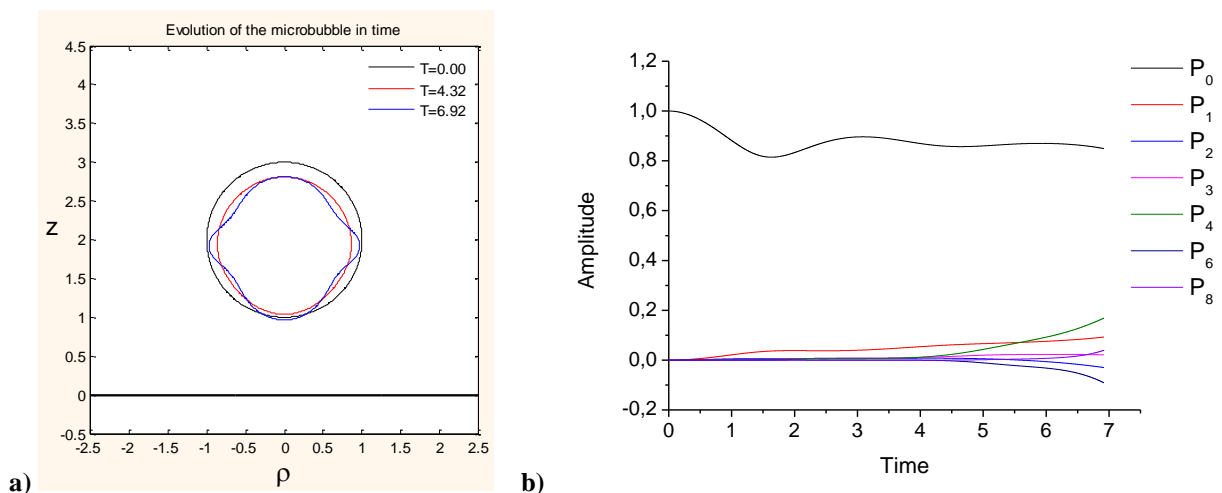 Evolution of the microbubble in time
4.5
4
3.5
3
2.5
2
1.5
1
0.5
0
-0.5
z
T=0.00
T=4.32
T=6.92
-2.5 -2 -1.5 -1 -0.5 0 0.5 1 1.5 2 2.5
ρ
a)
1,2
1,0
0,8
0,6
0,4
0,2
0,0
-0,2
Amplitude
0 1 2 3 4 5 6 7
Time
P0
P1
P2
P3
P4
P6
P8
b)